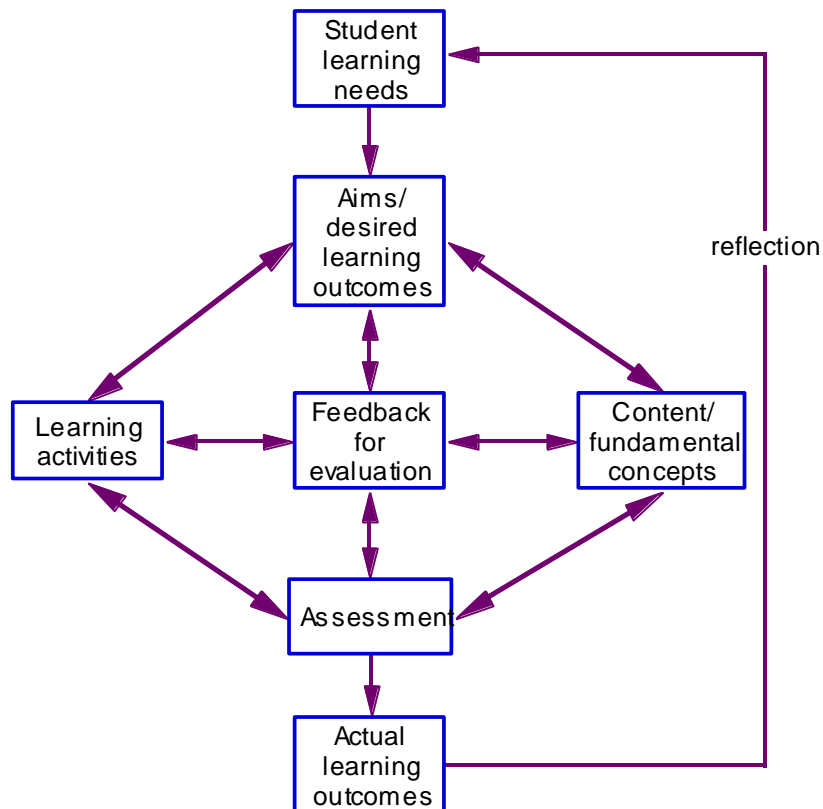 Student
learning
needs
Aims/
desired
learning
outcomes
reflection
Learning
activities
Feedback
for
evaluation
Content/
fundamental
concepts
Assessment
Actual
learning
outcomes